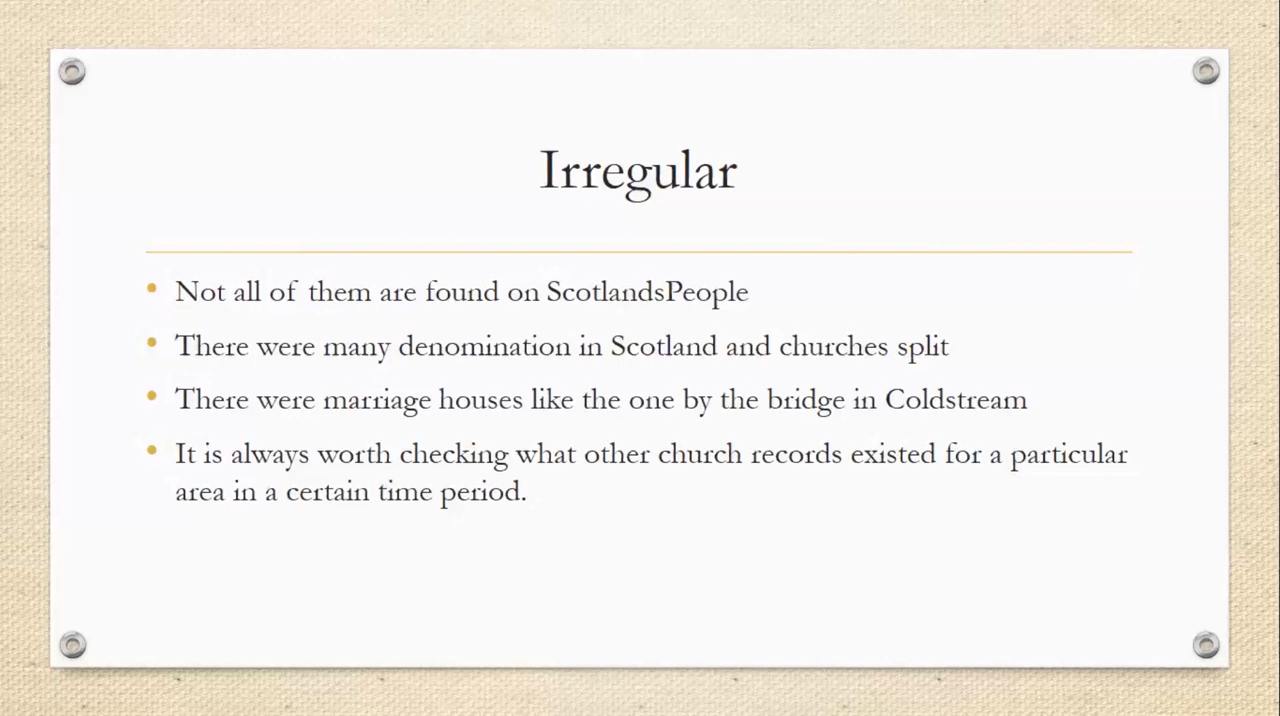 Irregular
• Not all of them are found on ScotlandsPeople
• There were many denomination in Scotland and churches split
• There were marriage houses like the one by the bridge in Coldstream
• It is always worth checking what other church records existed for a particular
area in a certain time period.